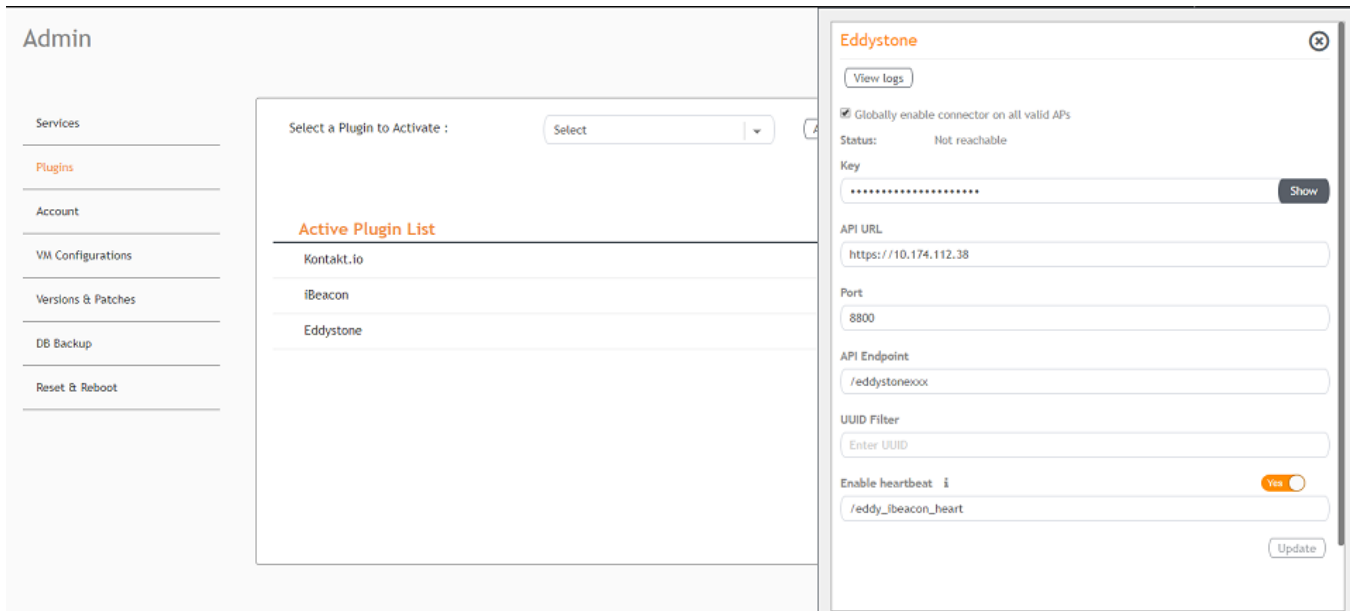 Admin
Services
Plugins
Account
VM Configurations
Versions & Patches
DB Backup
Reset & Reboot
Select a Plugin to Activate :
Select
Active Plugin List
Kontakt.io
iBeacon
Eddystone
Eddystone
View logs
Globally enable connector on all valid APs
Status: Not reachable
Key
•••••••••••••••••••••
Show
API URL
https://10.174.112.38
Port
8800
API Endpoint
/eddystonexxx
UUID Filter
Enter UUID
Enable heartbeat i Yes
/eddy_ibeacon_heart
Update